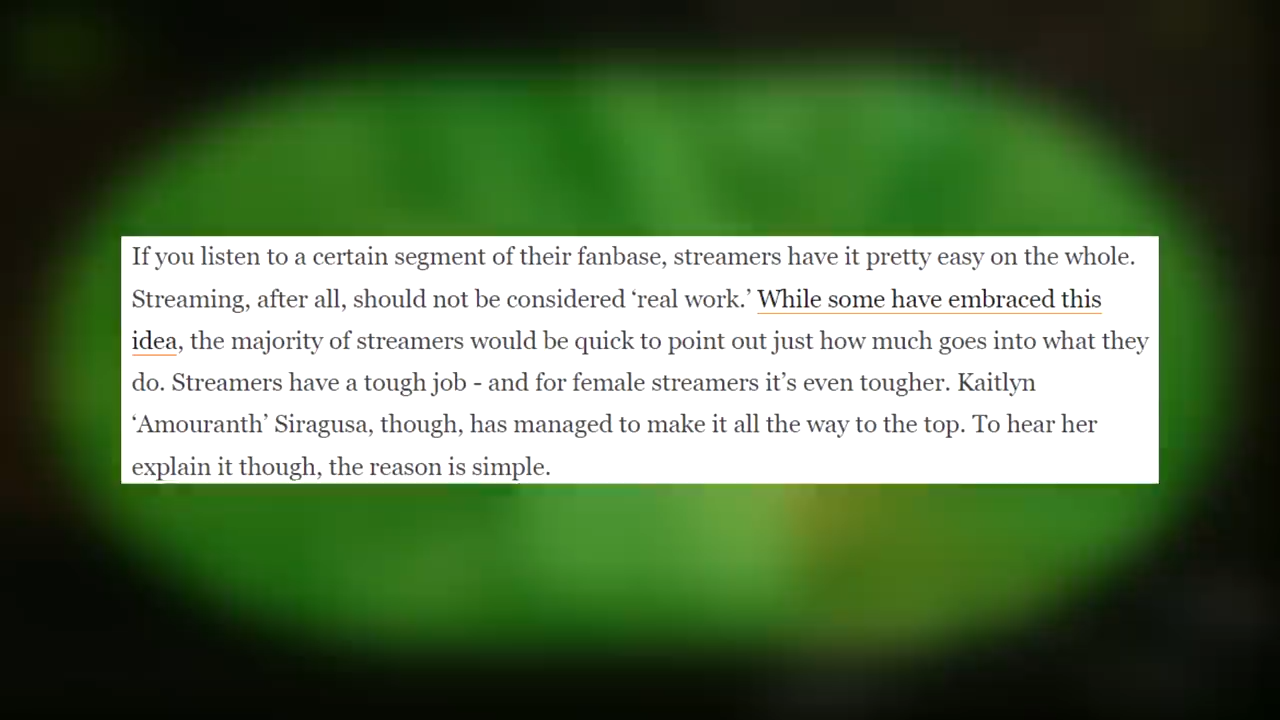 If you listen to a certain segment of their fanbase, streamers have it pretty easy on the whole.
Streaming, after all, should not be considered ‘real work.’ While some have embraced this
idea, the majority of streamers would be quick to point out just how much goes into what they
do. Streamers have a tough job - and for female streamers it’s even tougher. Kaitlyn
‘Amouranth’ Siragusa, though, has managed to make it all the way to the top. To hear her
explain it though, the reason is simple.